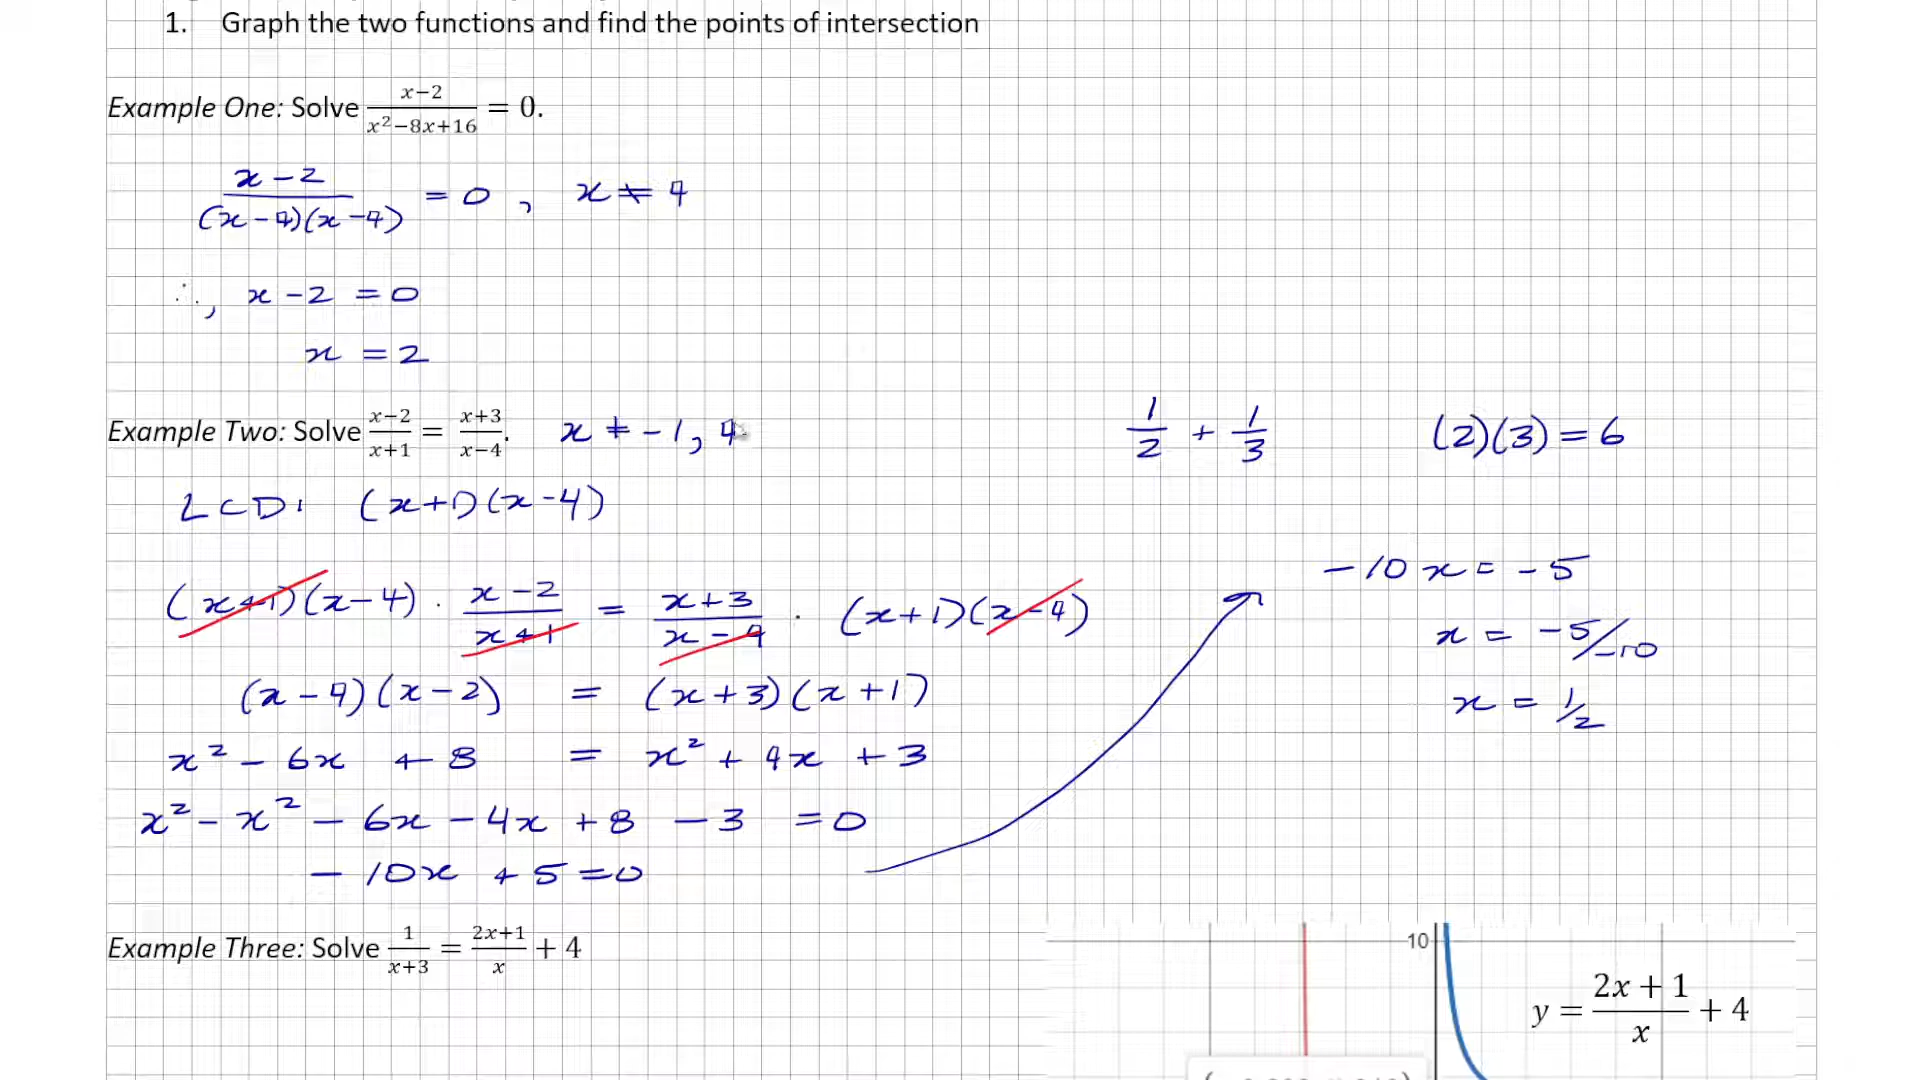 1. Graph the two functions and find the points of intersection
Example One: Solve (x−2)/(x²−8x+16) = 0.
(x−2)/((x−4)(x−4)) = 0 , x ≠ 4
∴, x − 2 = 0
x = 2
Example Two: Solve (x−2)/(x+1) = (x+3)/(x−4). x ≠ −1, 4
1/2 + 1/3
(2)(3) = 6
LCD: (x+1)(x−4)
(x+1)(x−4) · (x−2)/(x+1) = (x+3)/(x−4) · (x+1)(x−4)
(x−4)(x−2) = (x+3)(x+1)
x² − 6x + 8 = x² + 4x + 3
x² − x² − 6x − 4x + 8 − 3 = 0
− 10x + 5 = 0
−10x = −5
x = −5/−10
x = 1/2
Example Three: Solve 1/(x+3) = (2x+1)/x + 4
10
y = (2x + 1)/x + 4